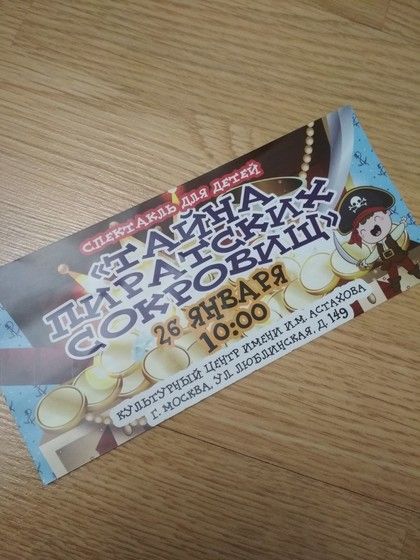 СПЕКТАКЛЬ ДЛЯ ДЕТЕЙ
«ТАЙНА
ПИРАТСКИХ
СОКРОВИЩ»
26 ЯНВАРЯ
10:00
КУЛЬТУРНЫЙ ЦЕНТР ИМЕНИ И.М. АСТАХОВА
Г. МОСКВА, УЛ. ЛЮБЛИНСКАЯ, Д. 149